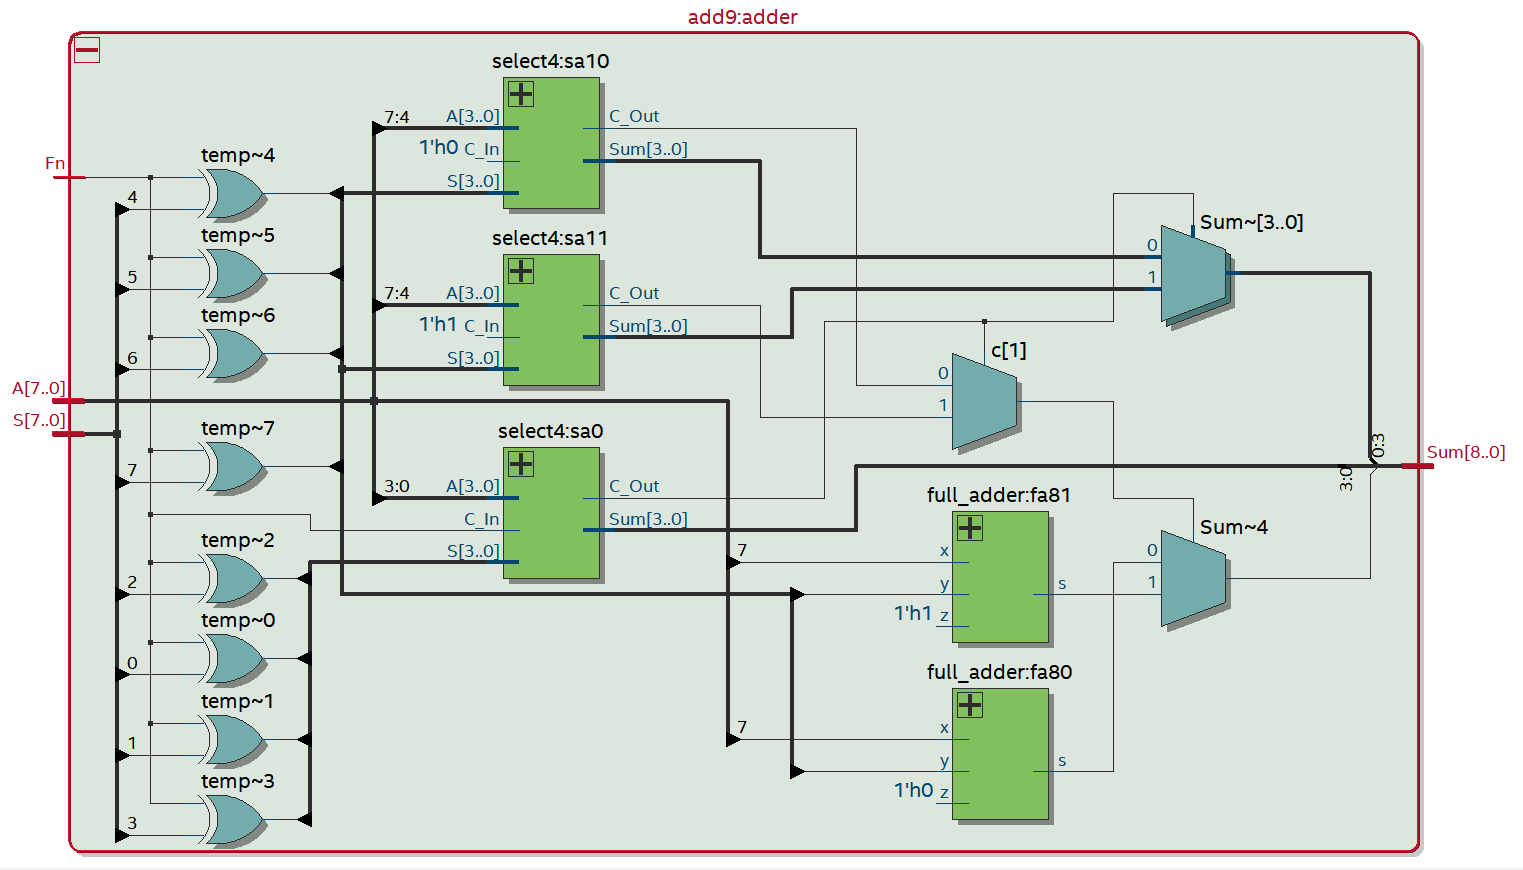 add9:adder
select4:sa10
7:4
A[3..0]
C_Out
1'h0
C_In
Sum[3..0]
S[3..0]
Fn
temp~4
4
select4:sa11
7:4
A[3..0]
C_Out
1'h1
C_In
Sum[3..0]
S[3..0]
Sum~[3..0]
0
1
temp~5
5
temp~6
6
c[1]
0
1
A[7..0]
S[7..0]
temp~7
7
select4:sa0
3:0
A[3..0]
C_Out
C_In
Sum[3..0]
S[3..0]
0:3
3:0
Sum[8..0]
full_adder:fa81
7
x
y
s
1'h1
z
Sum~4
0
1
temp~2
2
temp~0
0
full_adder:fa80
7
x
y
s
1'h0
z
temp~1
1
temp~3
3